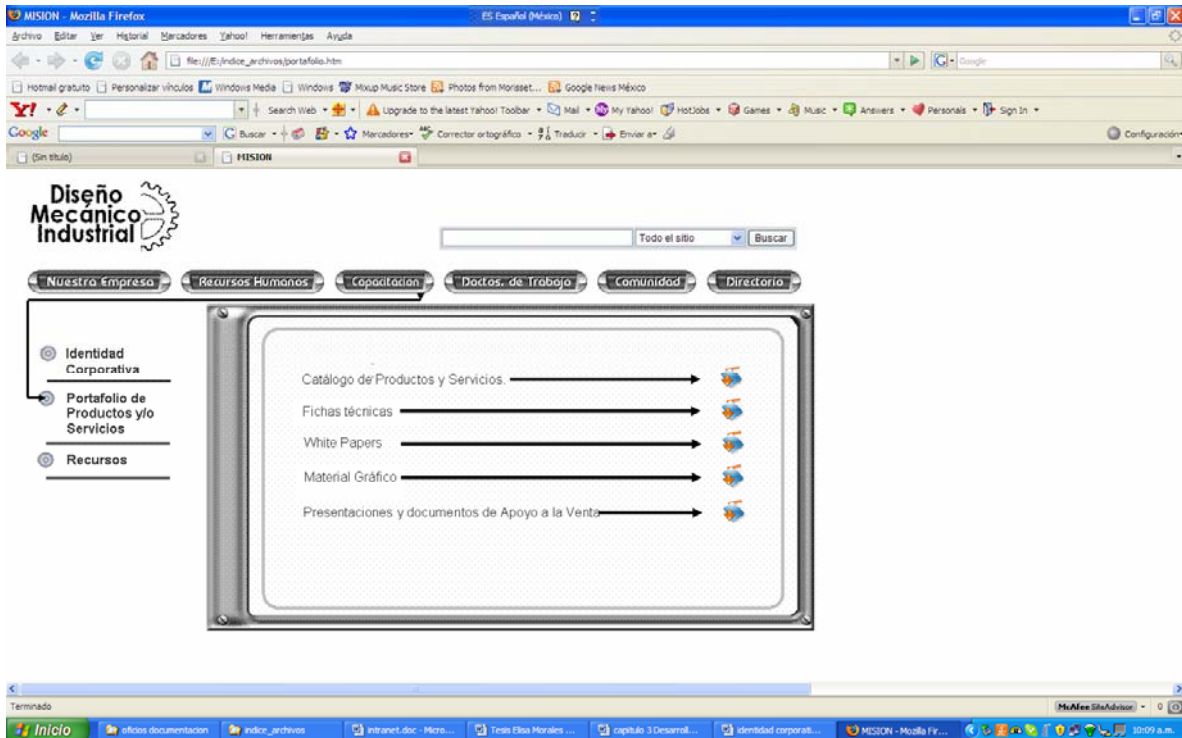 MISION - Mozilla Firefox
ES Español (México)
Archivo Editar Ver Historial Marcadores Yahoo! Herramientas Ayuda
file:///E:/indice_archivos/portafolio.htm
Google
Hotmail gratuito Personalizar vínculos Windows Media Windows Mixup Music Store Photos from Morisset... Google News México
Y! Search Web Upgrade to the latest Yahoo! Toolbar Mail My Yahoo! HotJobs Games Music Answers Personals Sign In
Google Buscar Marcadores Corrector ortográfico Traducir Enviar a Configuración
(Sin título) MISION
Diseño
Mecánico
Industrial
Todo el sitio Buscar
Nuestra Empresa Recursos Humanos Capacitacion Doctos. de Trabajo Comunidad Directorio
Identidad
Corporativa
Portafolio de
Productos y/o
Servicios
Recursos
Catálogo de Productos y Servicios.
Fichas técnicas
White Papers
Material Gráfico
Presentaciones y documentos de Apoyo a la Venta
Terminado
McAfee SiteAdvisor 0
Inicio oficios documentacion indice_archivos intranet.doc - Micro... Tesis Elisa Morales ... capitulo 3 Desarroll... identidad corporati... MISION - Mozilla Fir... 10:09 a.m.